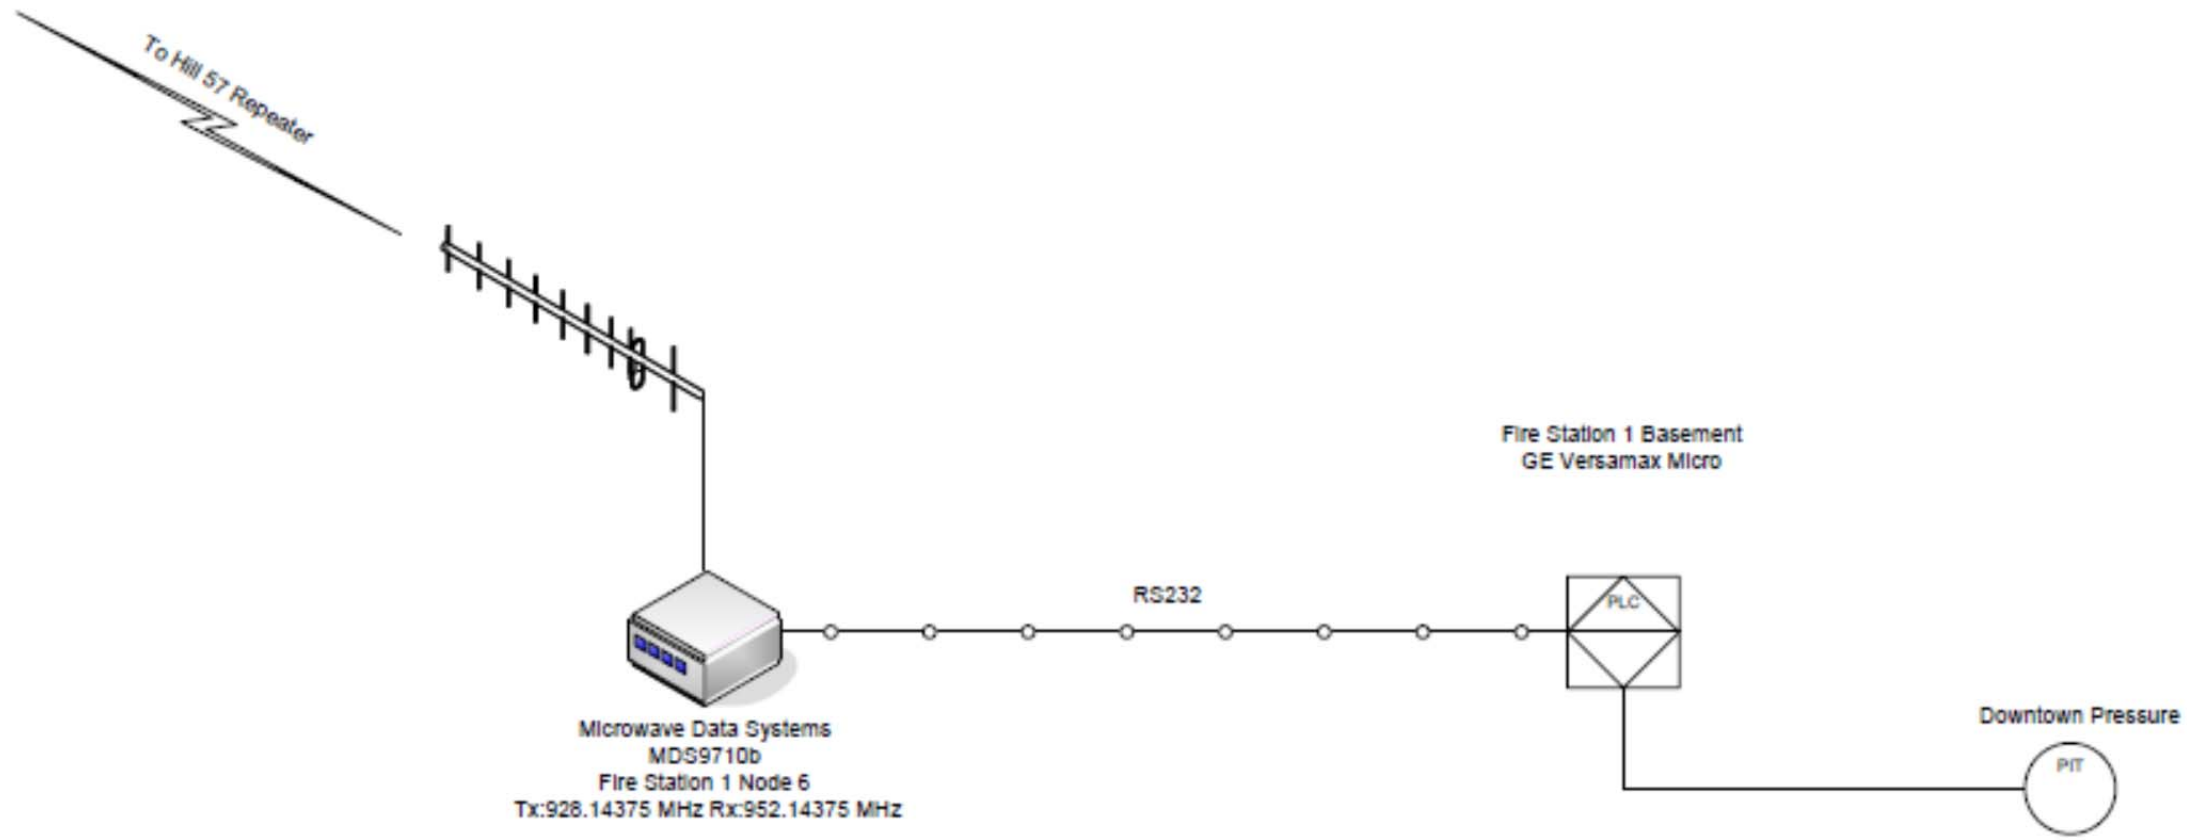 To Hill 57 Repeater
Fire Station 1 Basement
GE Versamax Micro
RS232
PLC
Downtown Pressure
PIT
Microwave Data Systems
MDS9710b
Fire Station 1 Node 6
Tx:928.14375 MHz Rx:952.14375 MHz